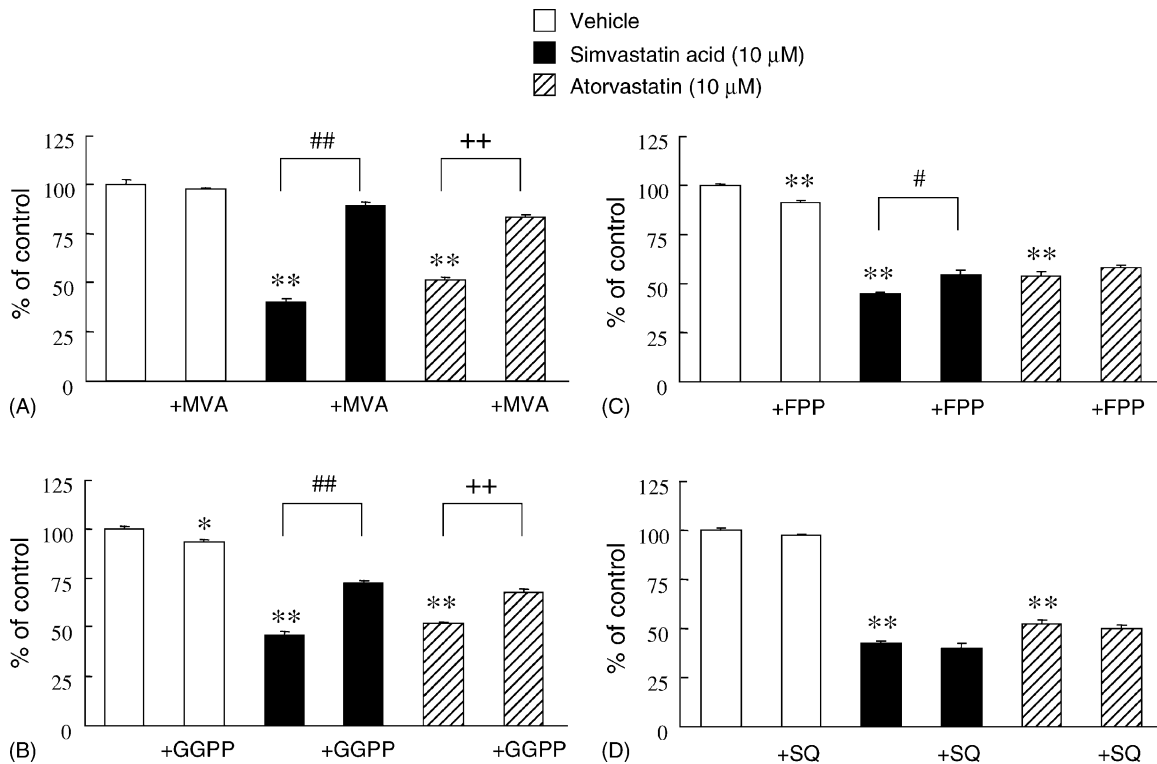 Vehicle
Simvastatin acid (10 μM)
Atorvastatin (10 μM)
% of control
125
100
75
50
25
0
##
++
**
**
(A)
+MVA
+MVA
+MVA
% of control
125
100
75
50
25
0
**
#
**
**
(C)
+FPP
+FPP
+FPP
% of control
125
100
75
50
25
0
*
##
++
**
**
(B)
+GGPP
+GGPP
+GGPP
% of control
125
100
75
50
25
0
**
**
(D)
+SQ
+SQ
+SQ